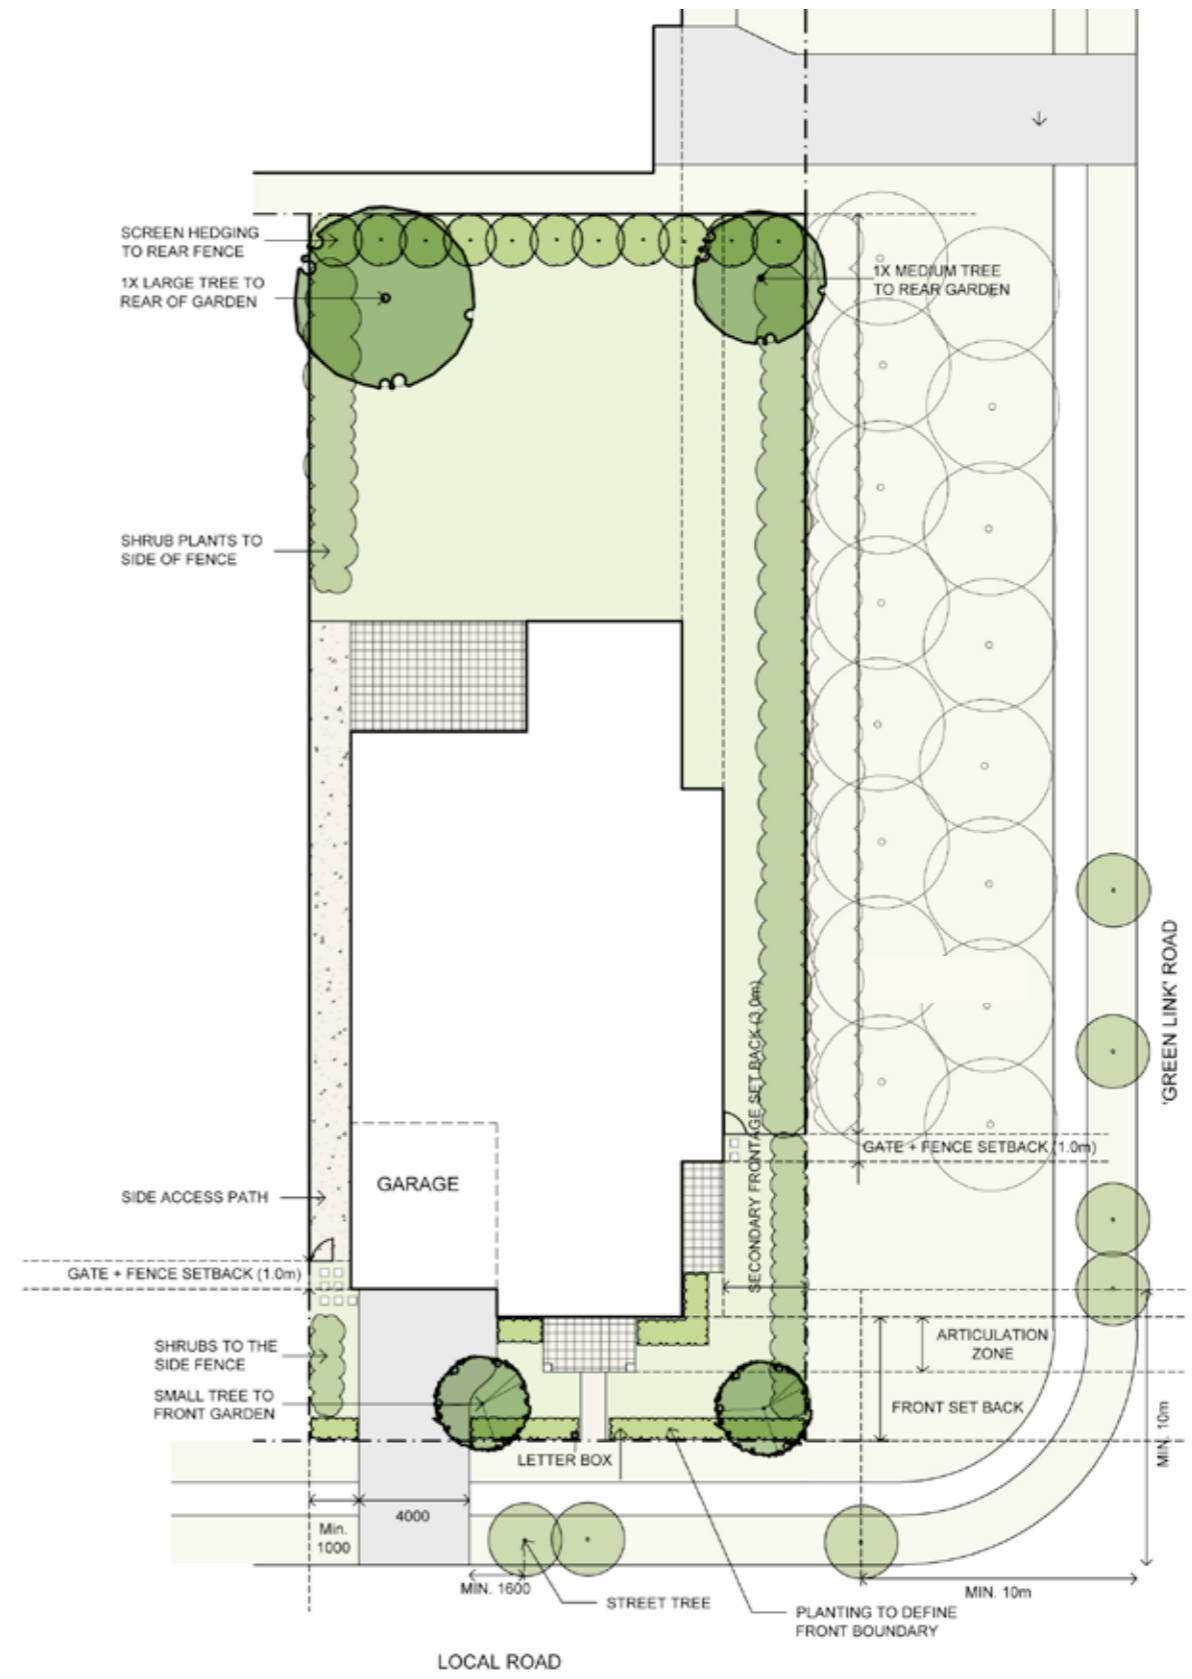 SCREEN HEDGING
TO REAR FENCE
1X LARGE TREE TO
REAR OF GARDEN
1X MEDIUM TREE
TO REAR GARDEN
SHRUB PLANTS TO
SIDE OF FENCE
'GREEN LINK' ROAD
SECONDARY FRONTAGE SET BACK (3.0m)
GATE + FENCE SETBACK (1.0m)
GARAGE
SIDE ACCESS PATH
GATE + FENCE SETBACK (1.0m)
SHRUBS TO THE
SIDE FENCE
ARTICULATION
ZONE
SMALL TREE TO
FRONT GARDEN
FRONT SET BACK
MIN. 10m
LETTER BOX
4000
Min.
1000
MIN. 1600
MIN. 10m
STREET TREE
PLANTING TO DEFINE
FRONT BOUNDARY
LOCAL ROAD